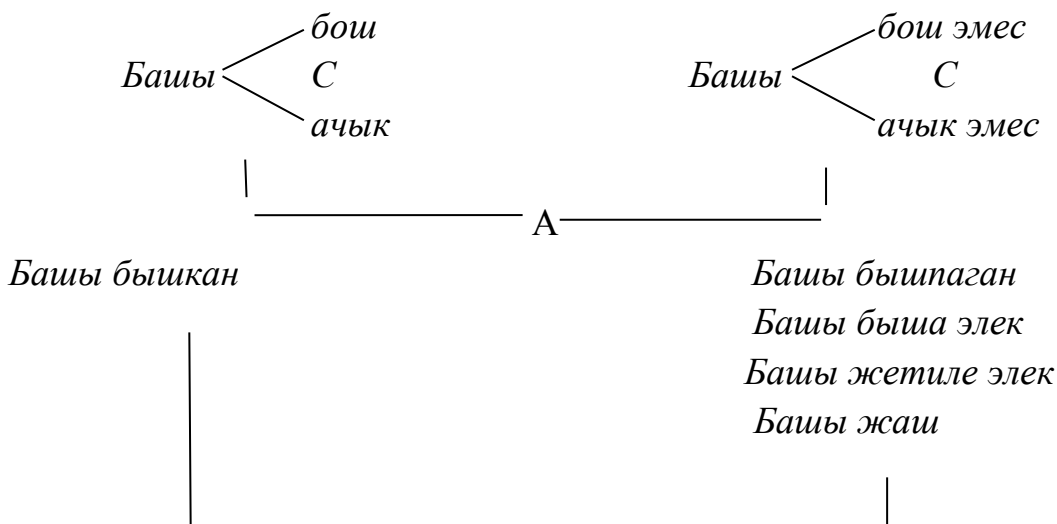 бош бош эмес
Башы С Башы С
ачык ачык эмес
А
Башы бышкан Башы бышпаган
Башы быша элек
Башы жетиле элек
Башы жаш